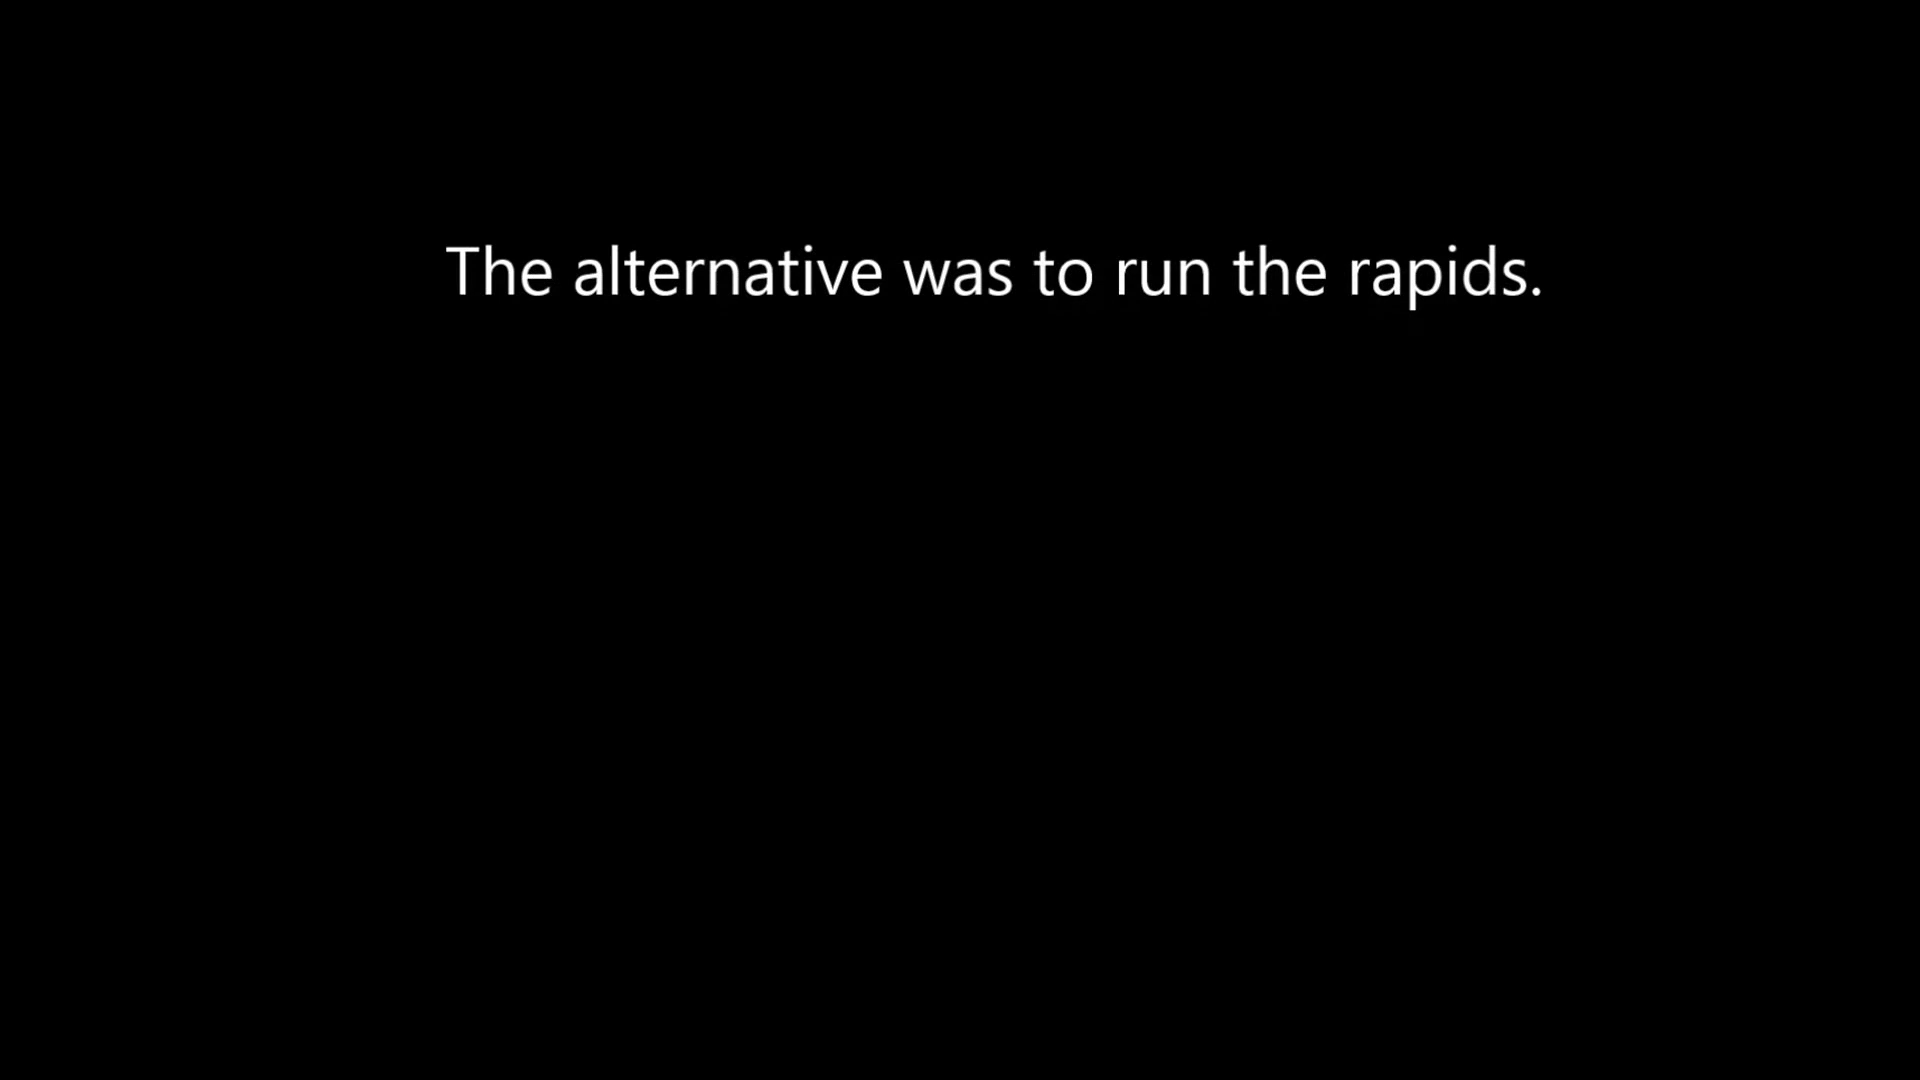 The alternative was to run the rapids.